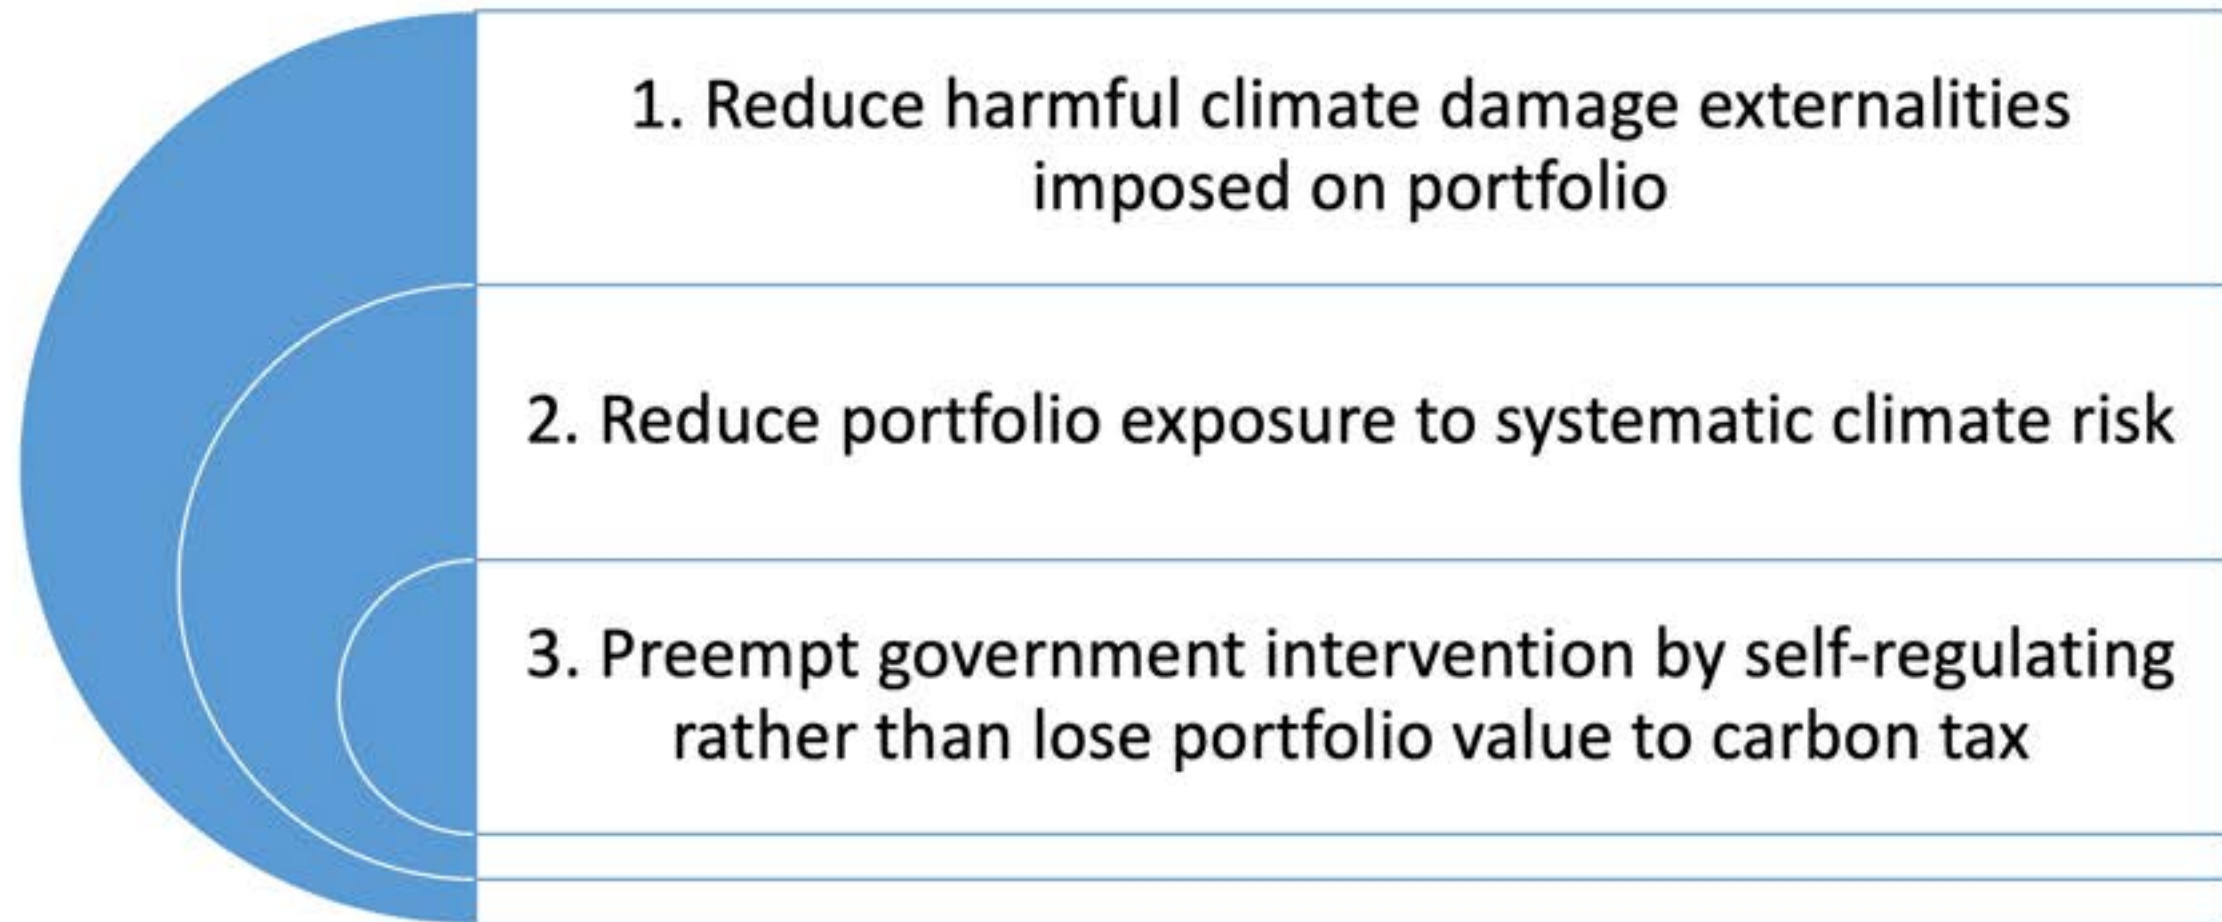 1. Reduce harmful climate damage externalities
imposed on portfolio
2. Reduce portfolio exposure to systematic climate risk
3. Preempt government intervention by self-regulating
rather than lose portfolio value to carbon tax